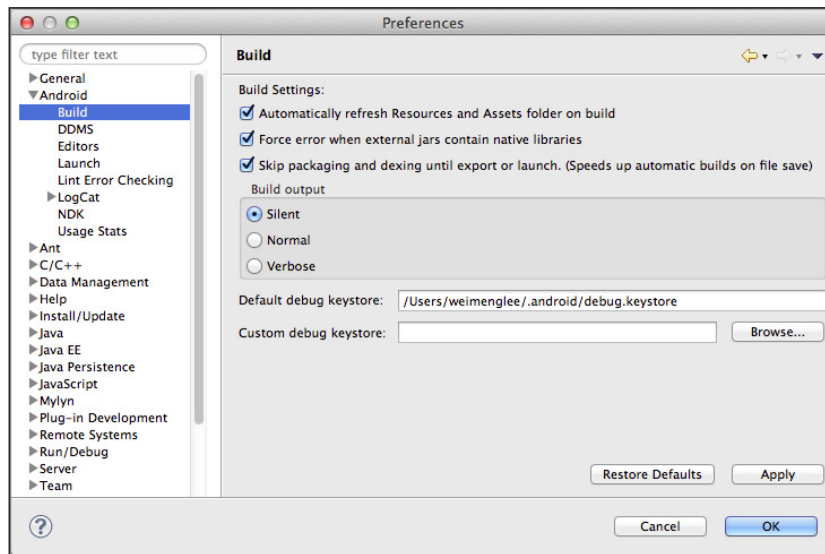 Preferences
type filter text
General
Android
Build
DDMS
Editors
Launch
Lint Error Checking
LogCat
NDK
Usage Stats
Ant
C/C++
Data Management
Help
Install/Update
Java
Java EE
Java Persistence
JavaScript
Mylyn
Plug-in Development
Remote Systems
Run/Debug
Server
Team
Build
Build Settings:
Automatically refresh Resources and Assets folder on build
Force error when external jars contain native libraries
Skip packaging and dexing until export or launch. (Speeds up automatic builds on file save)
Build output
Silent
Normal
Verbose
Default debug keystore: /Users/weimenglee/.android/debug.keystore
Custom debug keystore: Browse...
Restore Defaults Apply
? Cancel OK